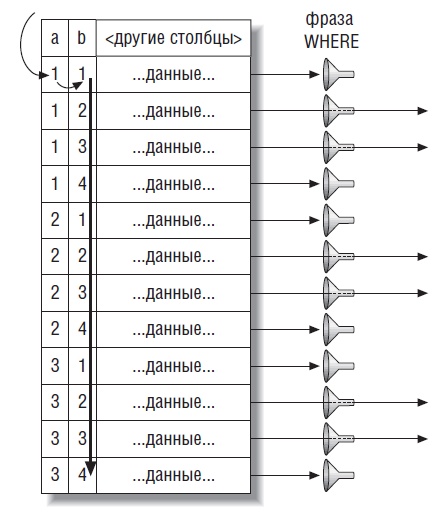 фраза
WHERE
a b <другие столбцы>
1 1 ...данные...
1 2 ...данные...
1 3 ...данные...
1 4 ...данные...
2 1 ...данные...
2 2 ...данные...
2 3 ...данные...
2 4 ...данные...
3 1 ...данные...
3 2 ...данные...
3 3 ...данные...
3 4 ...данные...